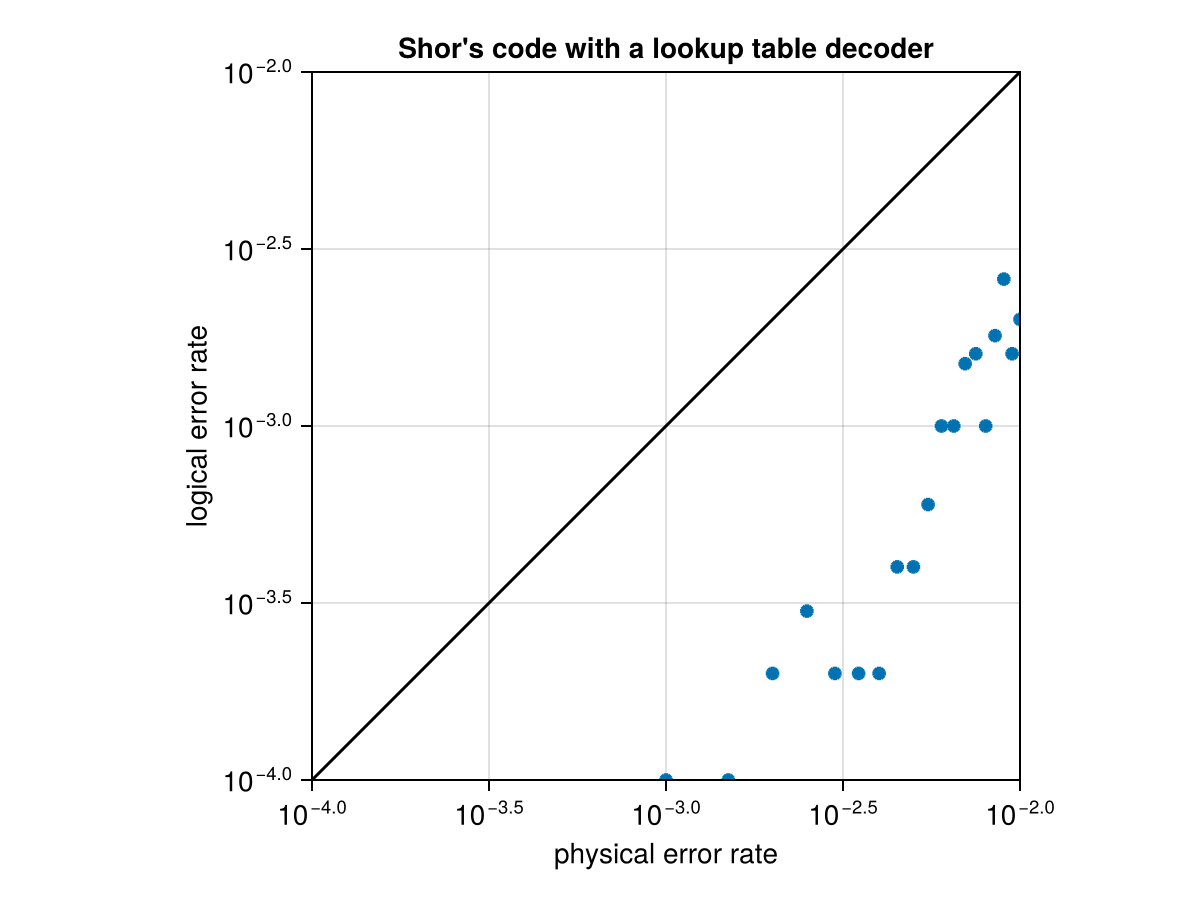 Shor's code with a lookup table decoder
10⁻²·⁰
10⁻²·⁵
10⁻³·⁰
10⁻³·⁵
10⁻⁴·⁰
logical error rate
10⁻⁴·⁰ 10⁻³·⁵ 10⁻³·⁰ 10⁻²·⁵ 10⁻²·⁰
physical error rate